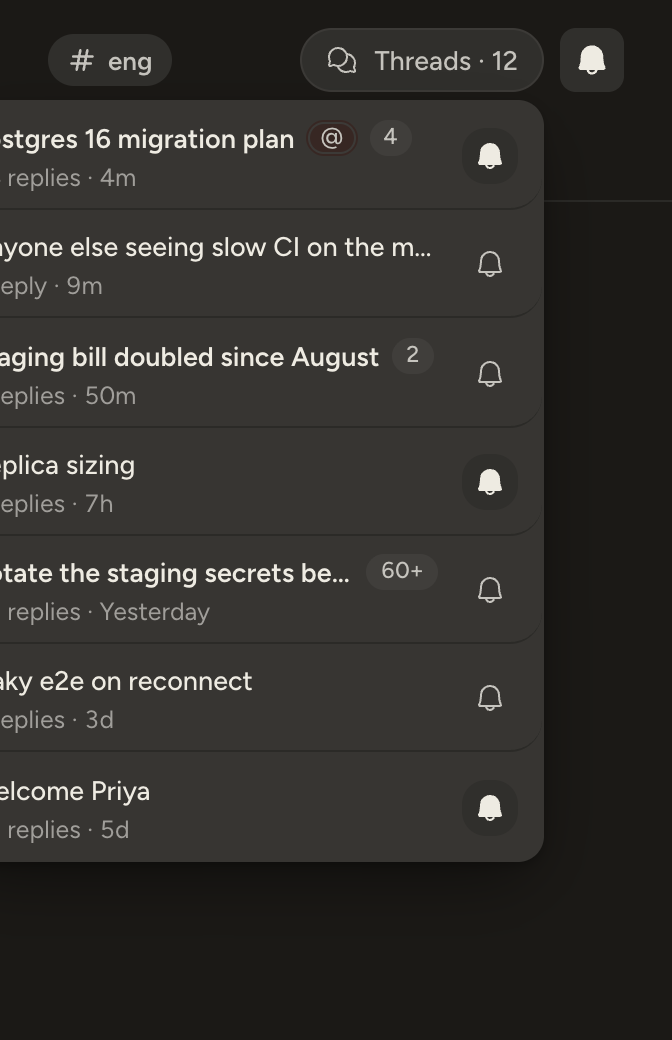 # eng
Threads · 12
stgres 16 migration plan @ 4
replies · 4m
yone else seeing slow CI on the m...
eply · 9m
aging bill doubled since August 2
eplies · 50m
plica sizing
eplies · 7h
tate the staging secrets be... 60+
replies · Yesterday
ky e2e on reconnect
eplies · 3d
elcome Priya
replies · 5d